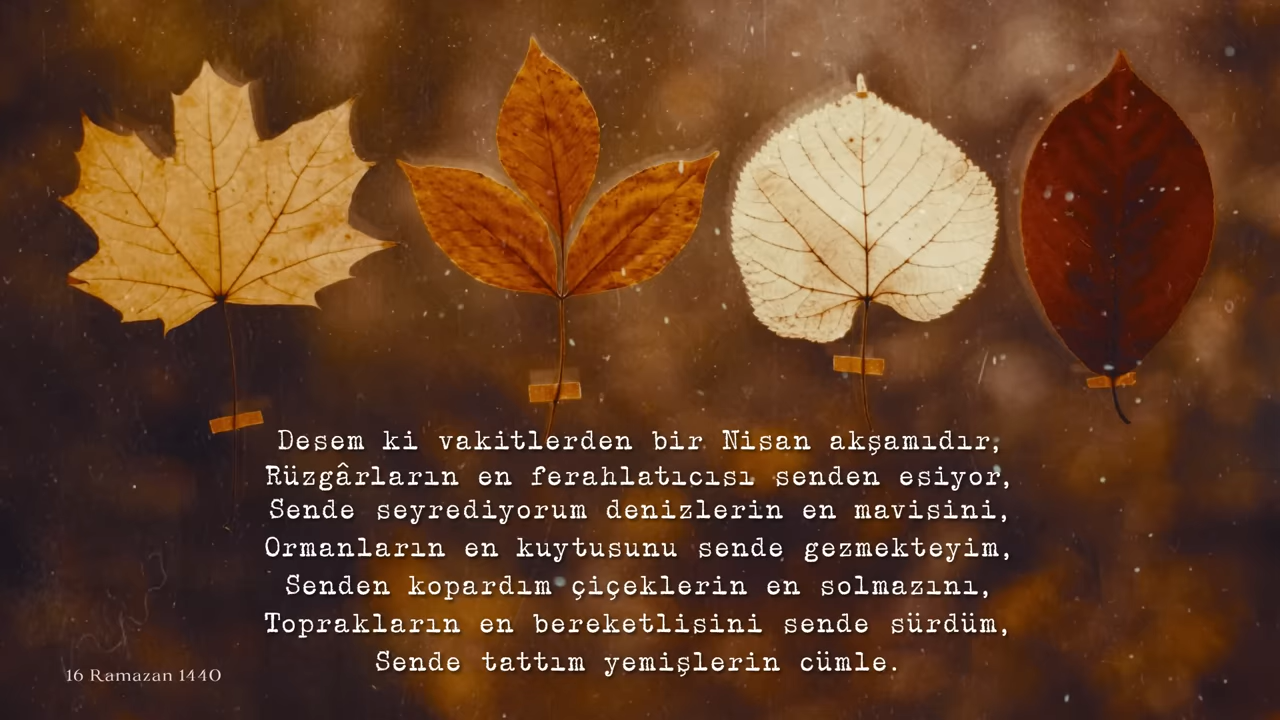 Desem ki vakitlerden bir Nisan akşamıdır,
Rüzgârların en ferahlatıcısı senden esiyor,
Sende seyrediyorum denizlerin en mavisini,
Ormanların en kuytusunu sende gezmekteyim,
Senden kopardım çiçeklerin en solmazını,
Toprakların en bereketlisini sende sürdüm,
Sende tattım yemişlerin cümle.
16 Ramazan 1440